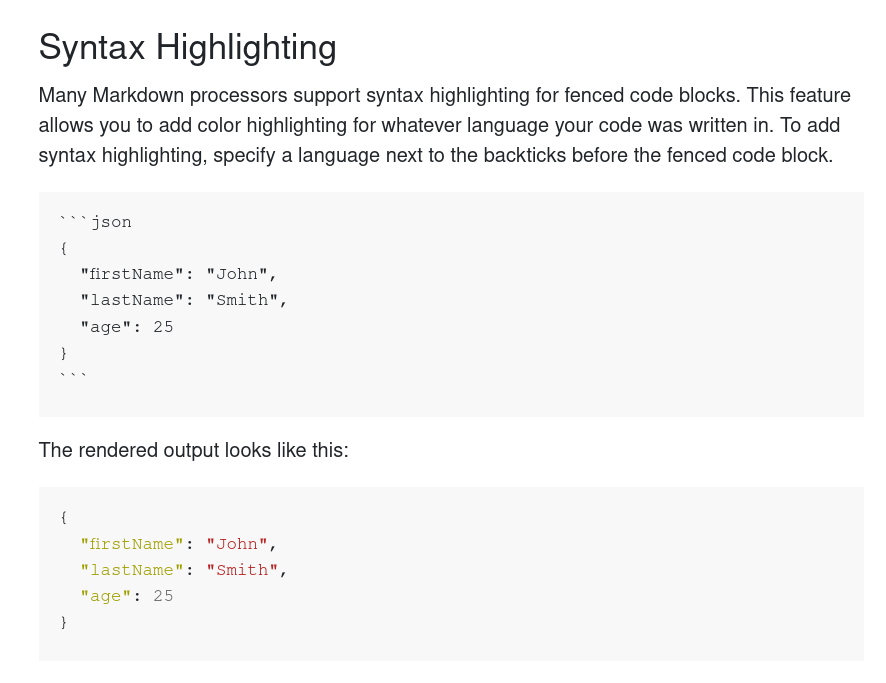 Syntax Highlighting
Many Markdown processors support syntax highlighting for fenced code blocks. This feature
allows you to add color highlighting for whatever language your code was written in. To add
syntax highlighting, specify a language next to the backticks before the fenced code block.
```json
{
  "firstName": "John",
  "lastName": "Smith",
  "age": 25
}
```
The rendered output looks like this:
{
  "firstName": "John",
  "lastName": "Smith",
  "age": 25
}